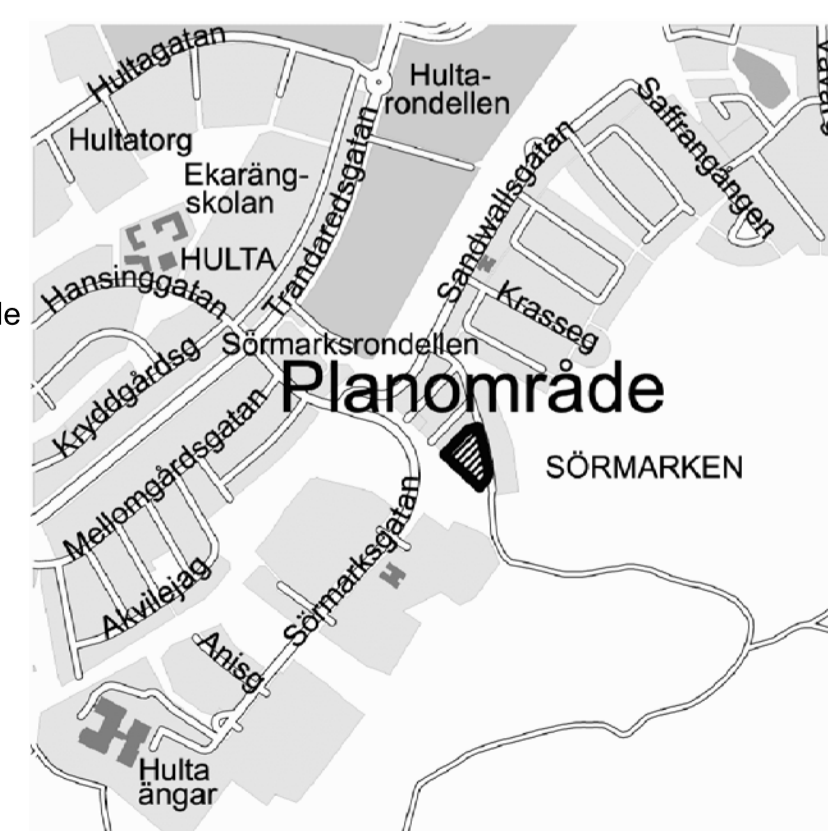 Hultagatan
Hulta-
rondellen
Hultatorg
Ekaräng-
skolan
HULTA
Hansinggatan
Trandaredsgatan
Sandwallsgatan
Saffrangången
Krasseg
Sörmarksrondellen
Planområde
Kryddgårdsg
Mellomgårdsgatan
SÖRMARKEN
Akvilejag
Sörmarksgatan
Anisg
Hulta
ängar